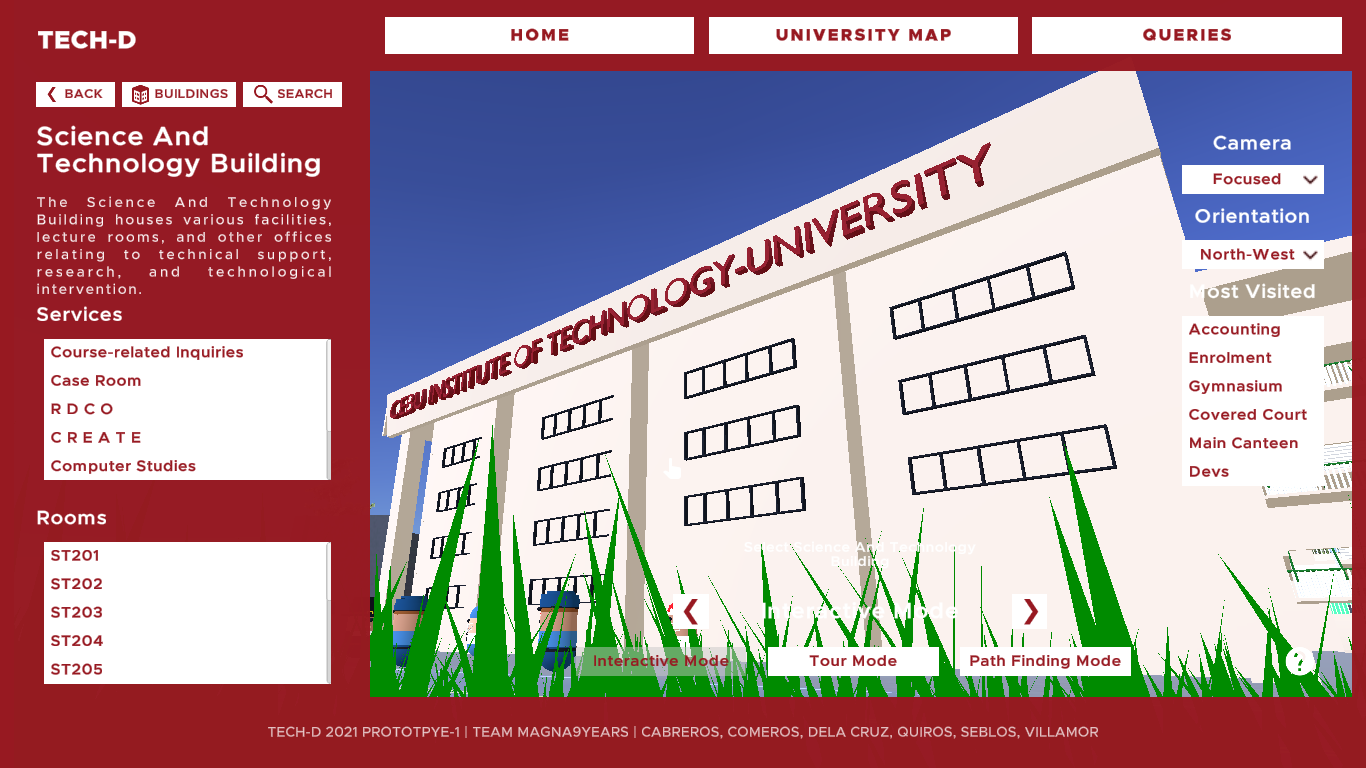 TECH-D
HOME
UNIVERSITY MAP
QUERIES
BACK
BUILDINGS
SEARCH
Science And
Technology Building
The Science And Technology
Building houses various facilities,
lecture rooms, and other offices
relating to technical support,
research, and technological
intervention.
Services
Course-related Inquiries
Case Room
R D C O
C R E A T E
Computer Studies
Rooms
ST201
ST202
ST203
ST204
ST205
CEBU INSTITUTE OF TECHNOLOGY-UNIVERSITY
Camera
Focused
Orientation
North-West
Most Visited
Accounting
Enrolment
Gymnasium
Covered Court
Main Canteen
Devs
Select Science And Technology
Building
Interactive Mode
Interactive Mode
Tour Mode
Path Finding Mode
?
TECH-D 2021 PROTOTPYE-1 | TEAM MAGNA9YEARS | CABREROS, COMEROS, DELA CRUZ, QUIROS, SEBLOS, VILLAMOR